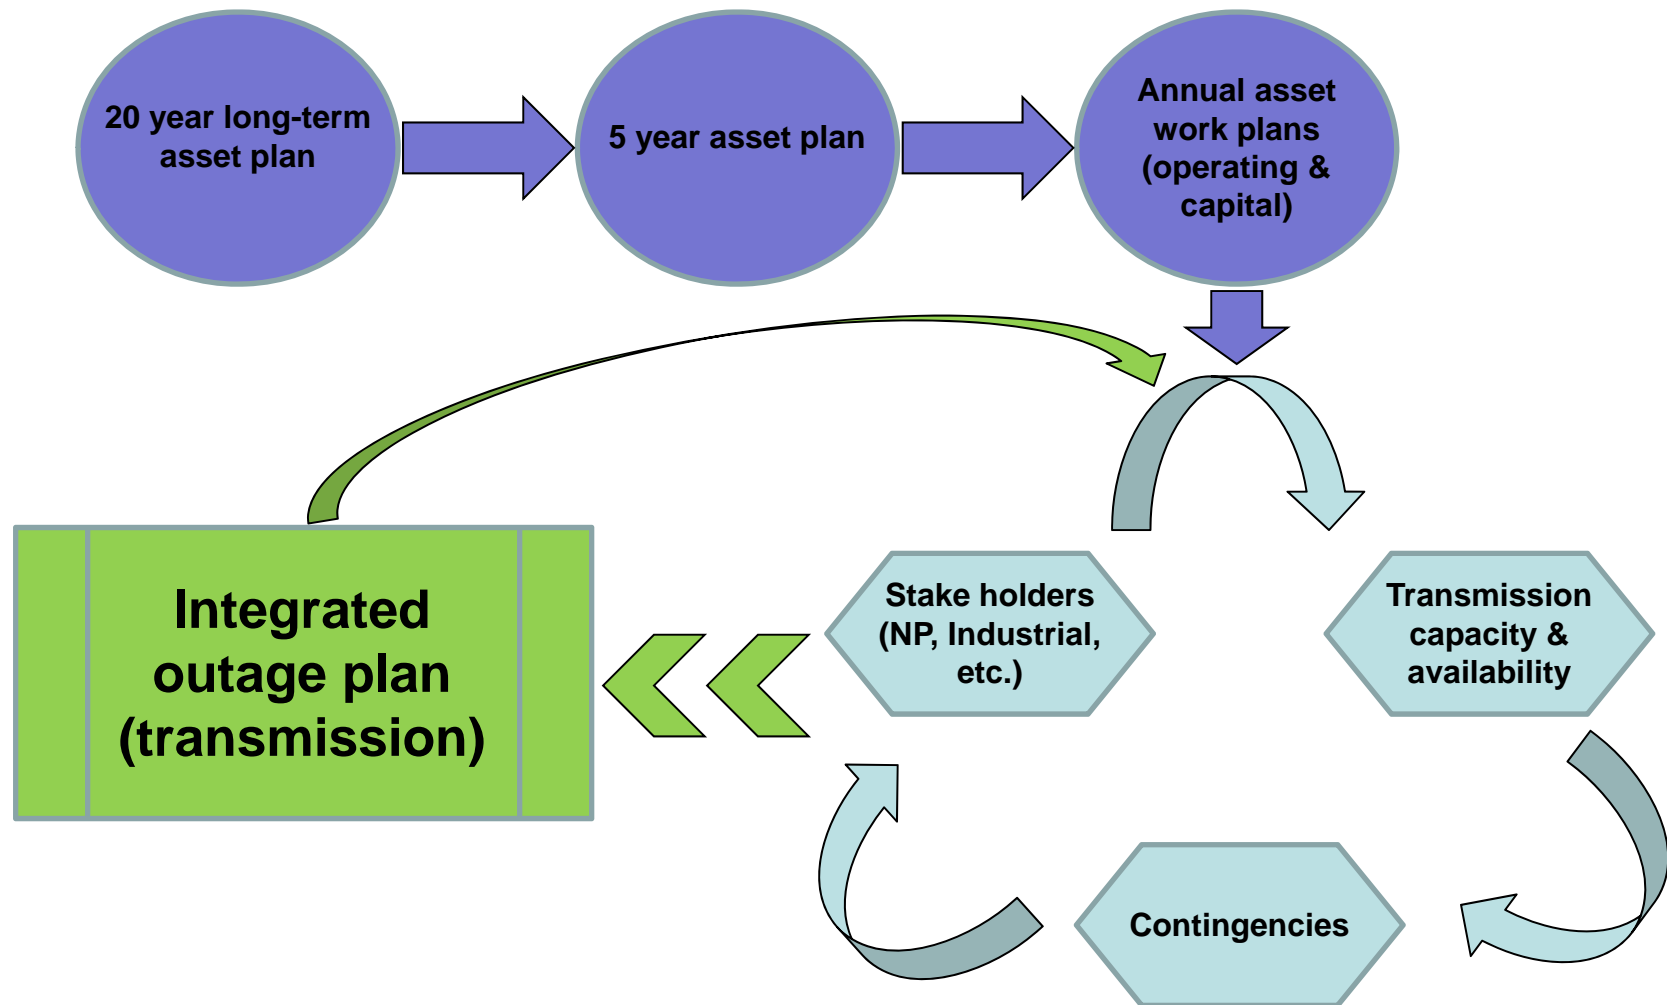 20 year long-term
asset plan
5 year asset plan
Annual asset
work plans
(operating &
capital)
Integrated
outage plan
(transmission)
Stake holders
(NP, Industrial,
etc.)
Transmission
capacity &
availability
Contingencies